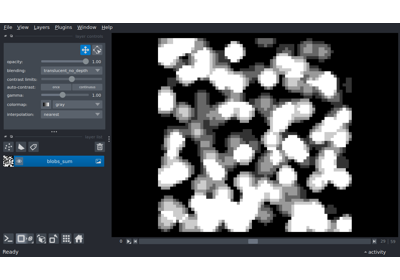 File View Layers Plugins Window Help
opacity: 1.00
blending: translucent_no_depth
contrast limits:
auto-contrast: once continuous
gamma: 1.00
colormap: gray
interpolation: nearest
blobs_sum
Ready
activity